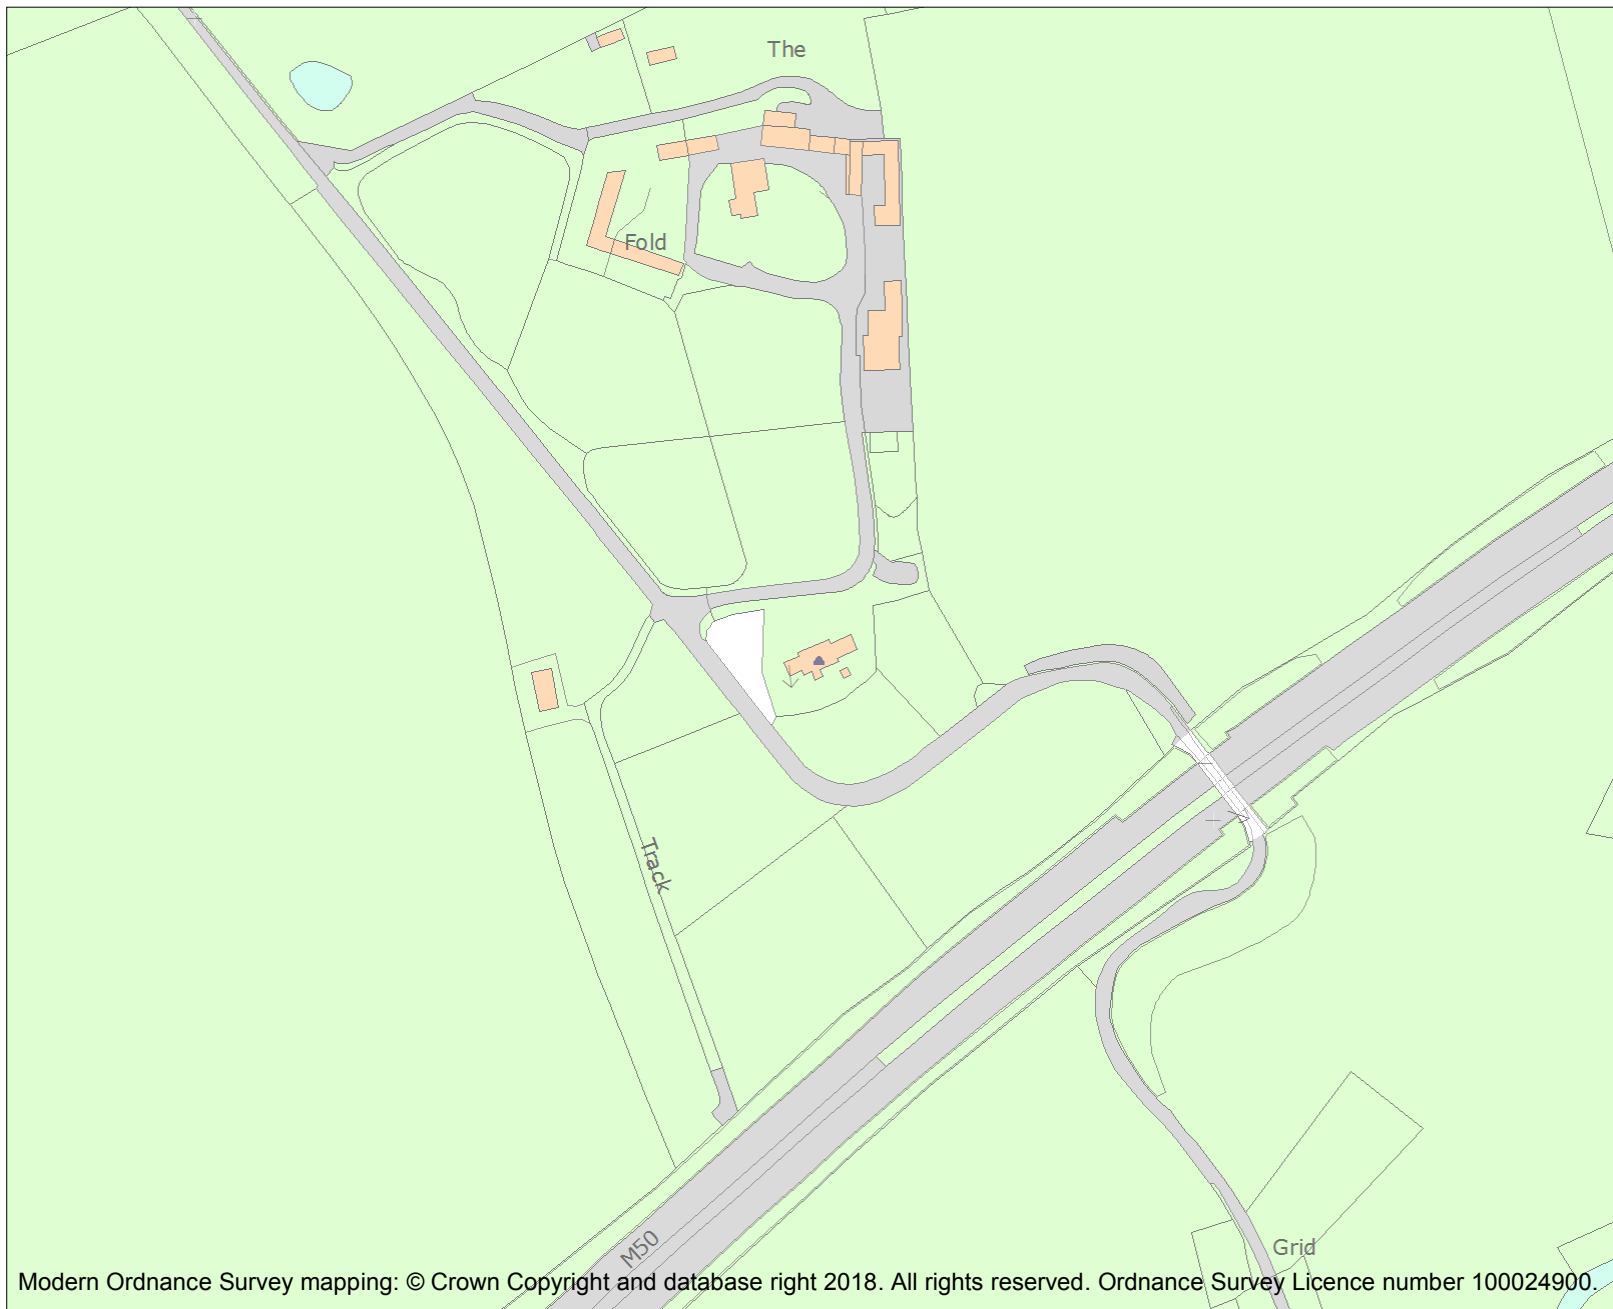 The
Fold
Track
M50
Grid
Modern Ordnance Survey mapping: © Crown Copyright and database right 2018. All rights reserved. Ordnance Survey Licence number 100024900.